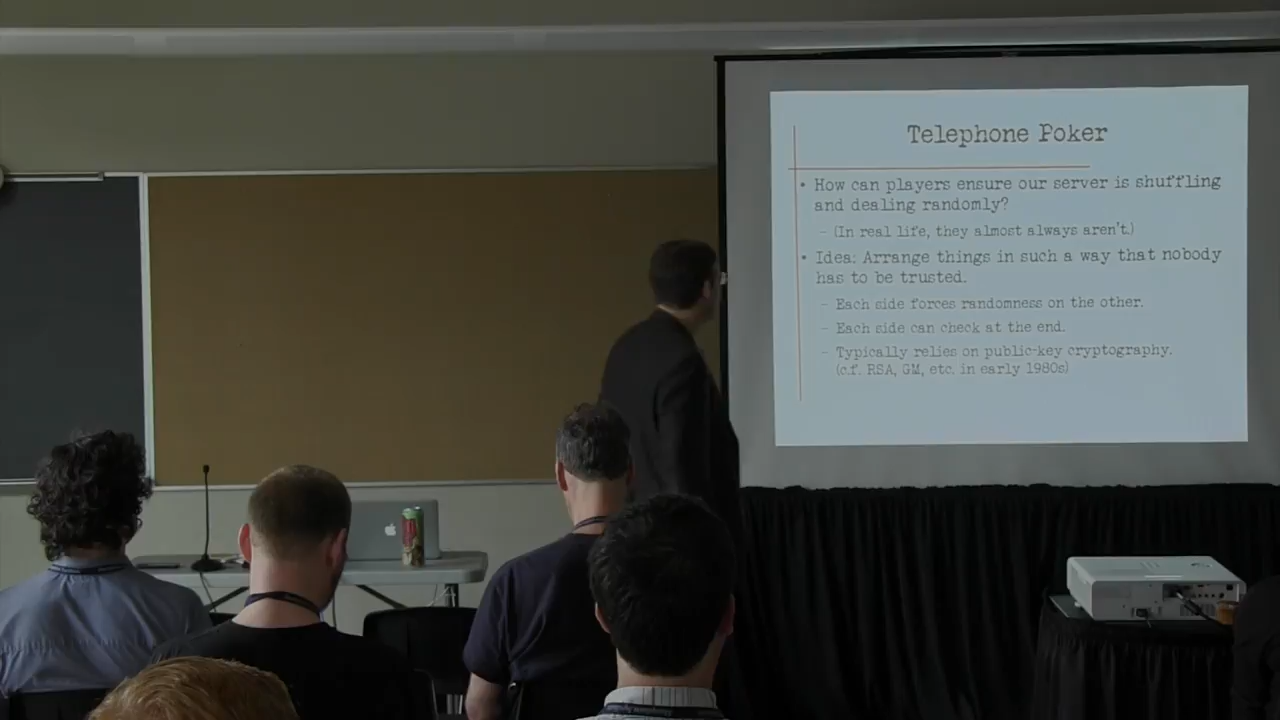 Telephone Poker
• How can players ensure our server is shuffling
and dealing randomly?
– (In real life, they almost always aren't.)
• Idea: Arrange things in such a way that nobody
has to be trusted.
– Each side forces randomness on the other.
– Each side can check at the end.
– Typically relies on public-key cryptography.
(c.f. RSA, GM, etc. in early 1980s)